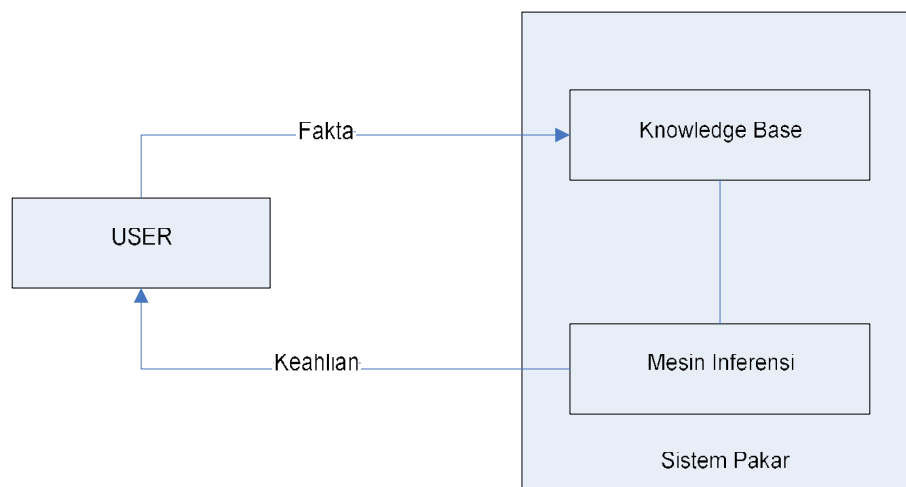 Fakta
Knowledge Base
USER
Keahlian
Mesin Inferensi
Sistem Pakar